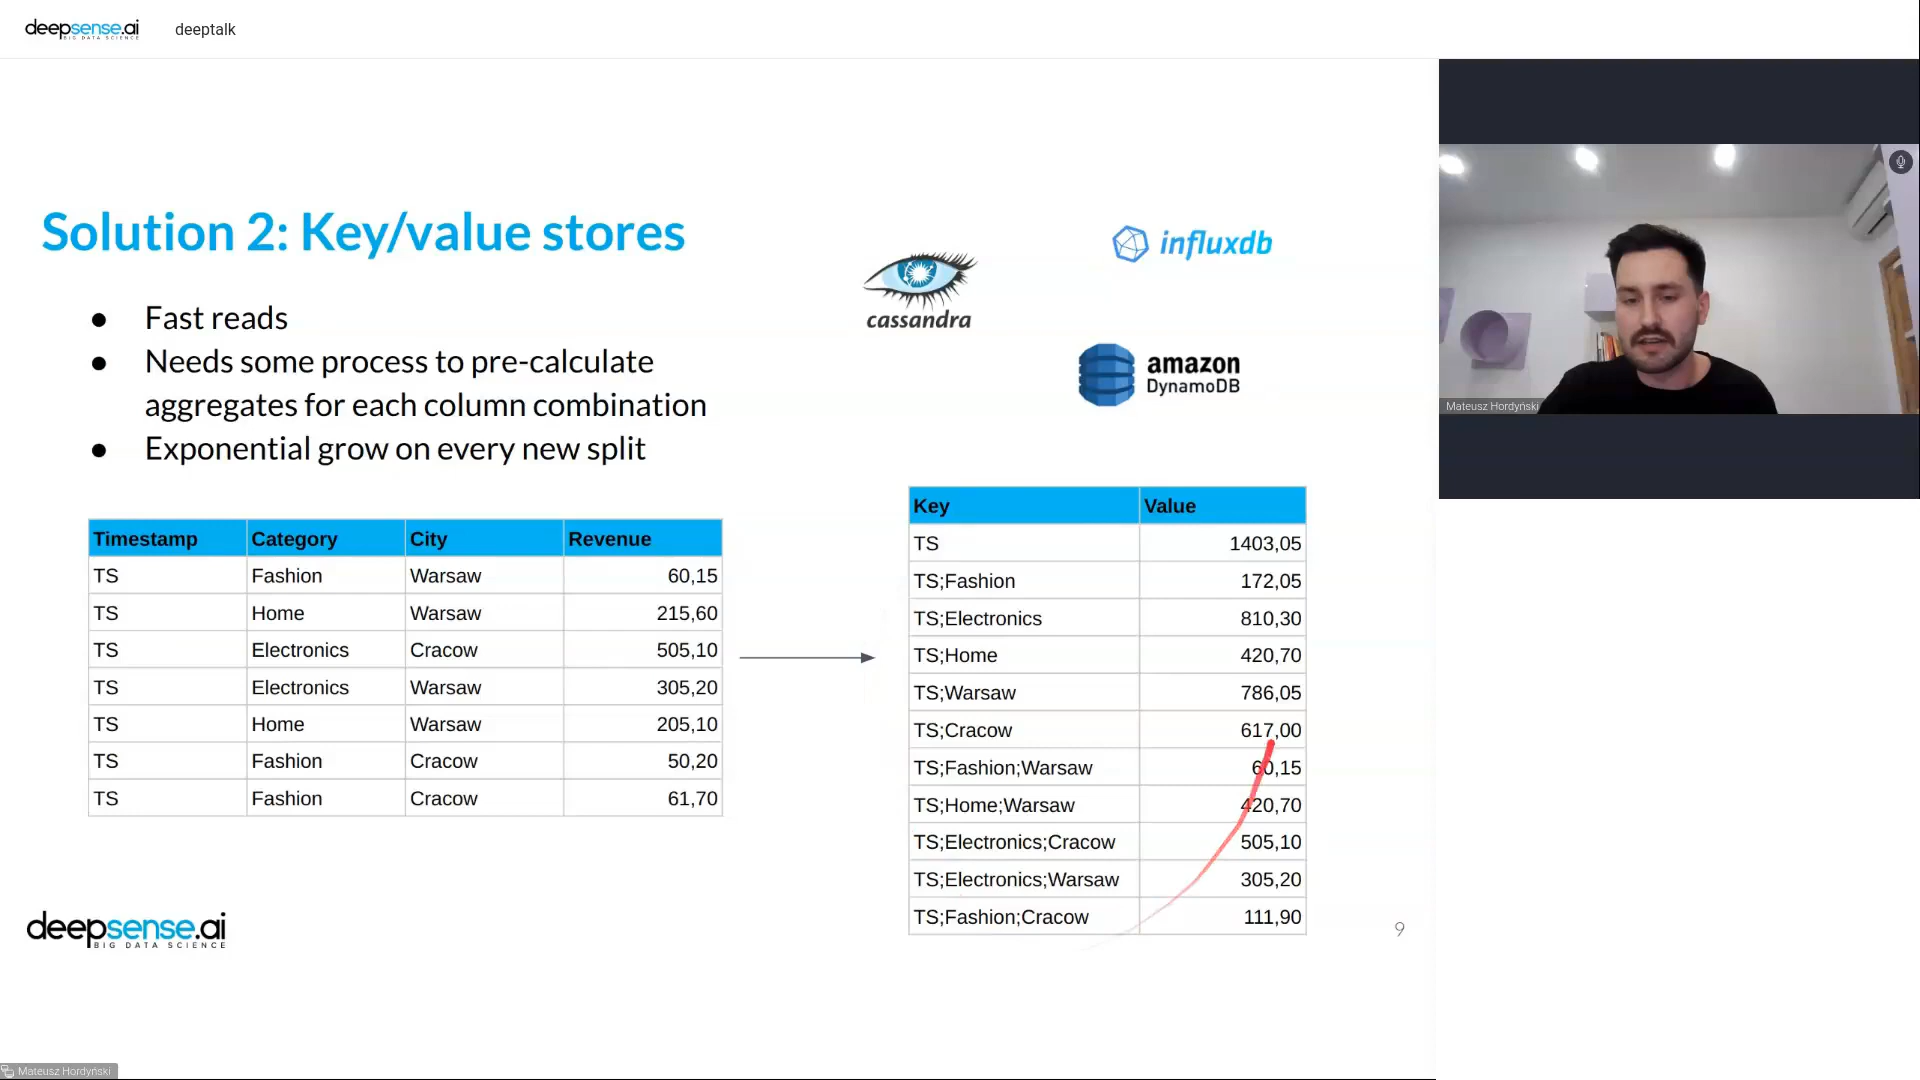 deepsense.ai
BIG DATA SCIENCE
deeptalk
Solution 2: Key/value stores
● Fast reads
● Needs some process to pre-calculate
aggregates for each column combination
● Exponential grow on every new split
cassandra
influxdb
amazon
DynamoDB
Timestamp Category City Revenue
TS Fashion Warsaw 60,15
TS Home Warsaw 215,60
TS Electronics Cracow 505,10
TS Electronics Warsaw 305,20
TS Home Warsaw 205,10
TS Fashion Cracow 50,20
TS Fashion Cracow 61,70
Key Value
TS 1403,05
TS;Fashion 172,05
TS;Electronics 810,30
TS;Home 420,70
TS;Warsaw 786,05
TS;Cracow 617,00
TS;Fashion;Warsaw 60,15
TS;Home;Warsaw 420,70
TS;Electronics;Cracow 505,10
TS;Electronics;Warsaw 305,20
TS;Fashion;Cracow 111,90
deepsense.ai
BIG DATA SCIENCE
9
Mateusz Hordyński
Mateusz Hordyński